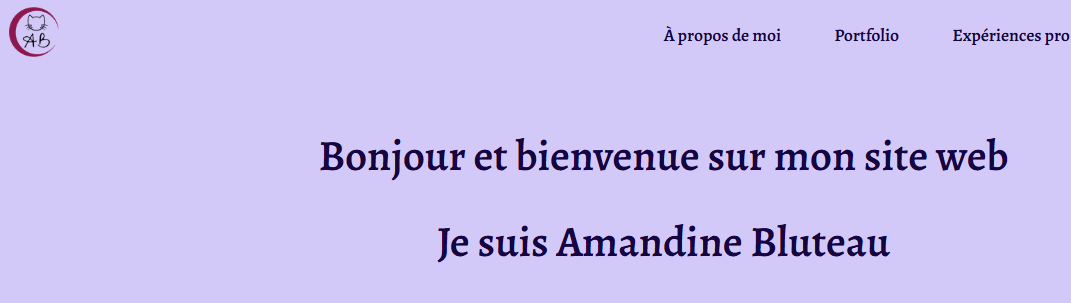 AB
À propos de moi Portfolio Expériences pro
Bonjour et bienvenue sur mon site web
Je suis Amandine Bluteau